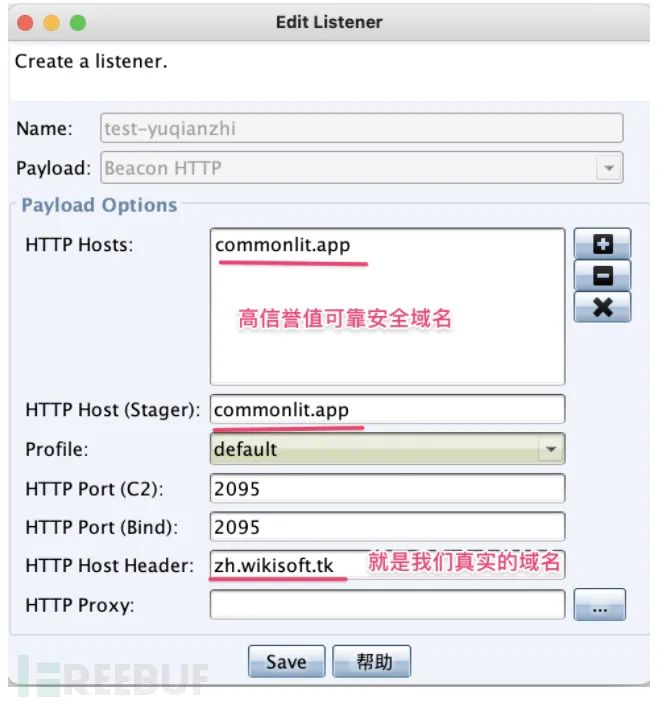 Edit Listener
Create a listener.
Name: test-yuqianzhi
Payload: Beacon HTTP
Payload Options
HTTP Hosts: commonlit.app
高信誉值可靠安全域名
HTTP Host (Stager): commonlit.app
Profile: default
HTTP Port (C2): 2095
HTTP Port (Bind): 2095
HTTP Host Header: zh.wikisoft.tk 就是我们真实的域名
HTTP Proxy: ...
Save 帮助
FREEBUF